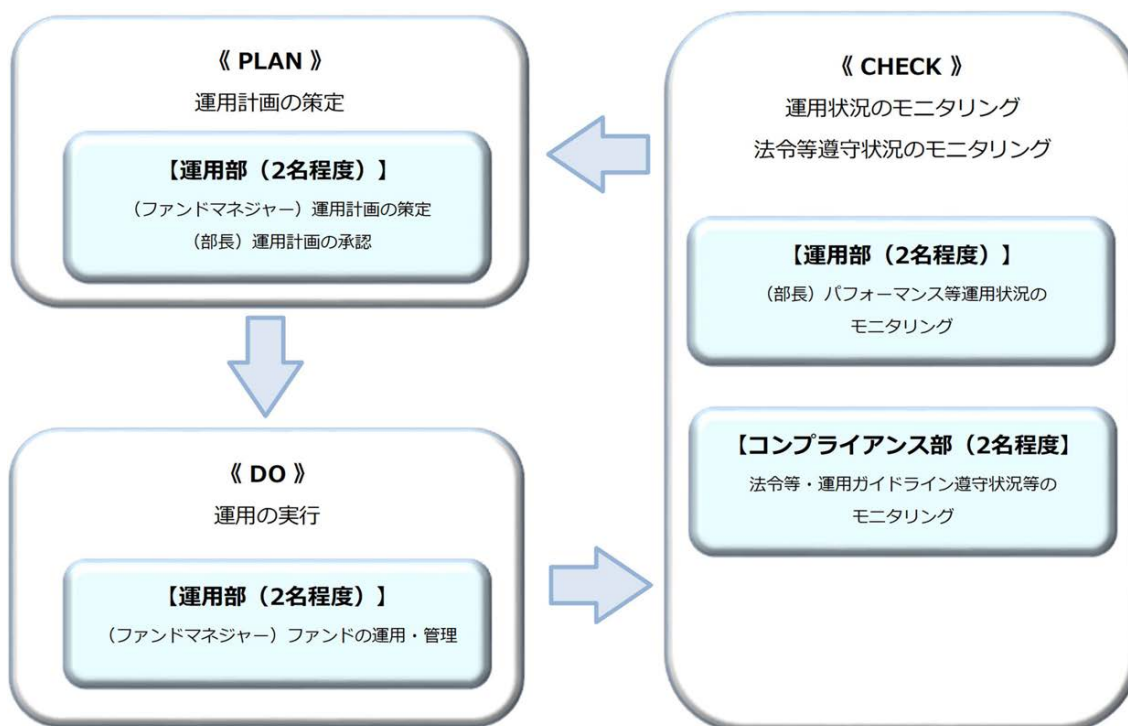 《 PLAN 》
運用計画の策定
【運用部（2名程度）】
（ファンドマネジャー）運用計画の策定
（部長）運用計画の承認
《 DO 》
運用の実行
【運用部（2名程度）】
（ファンドマネジャー）ファンドの運用・管理
《 CHECK 》
運用状況のモニタリング
法令等遵守状況のモニタリング
【運用部（2名程度）】
（部長）パフォーマンス等運用状況の
モニタリング
【コンプライアンス部（2名程度】
法令等・運用ガイドライン遵守状況等の
モニタリング